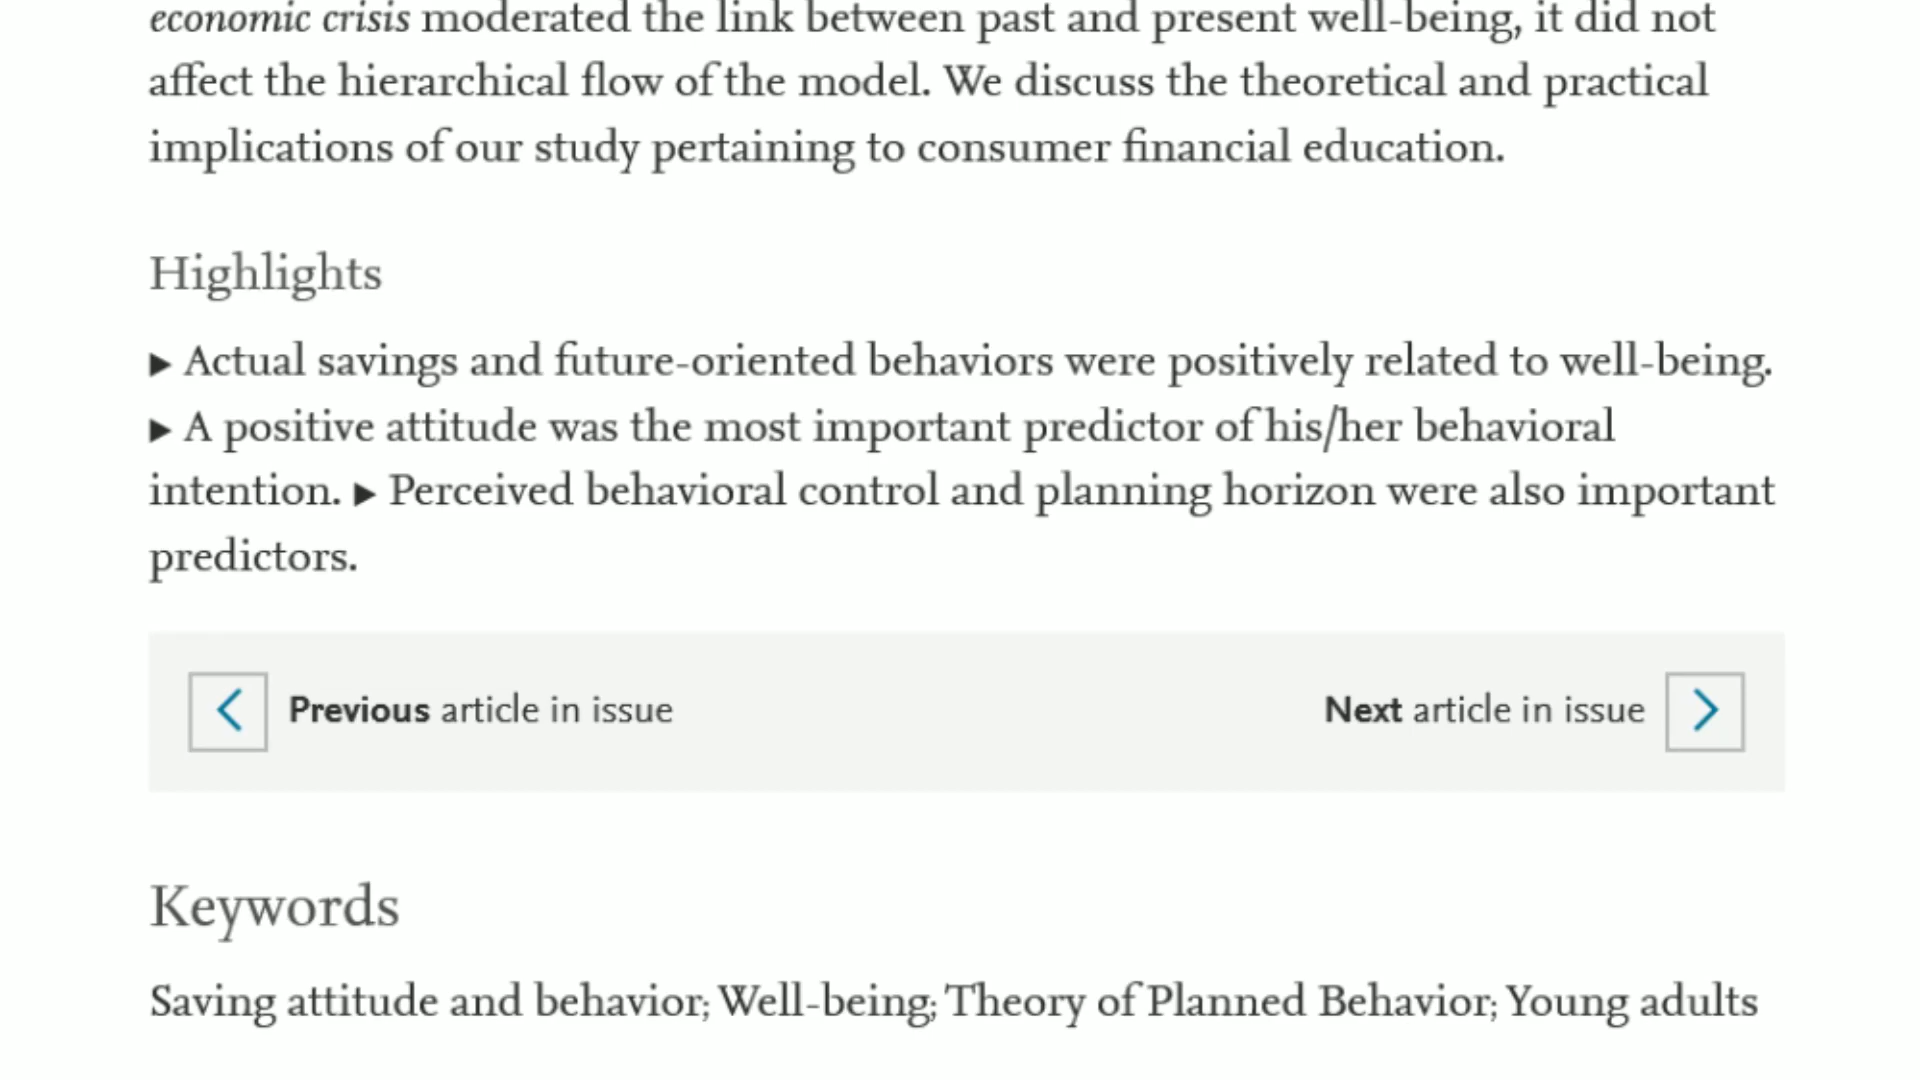 economic crisis moderated the link between past and present well-being, it did not
affect the hierarchical flow of the model. We discuss the theoretical and practical
implications of our study pertaining to consumer financial education.
Highlights
▶ Actual savings and future-oriented behaviors were positively related to well-being.
▶ A positive attitude was the most important predictor of his/her behavioral
intention. ▶ Perceived behavioral control and planning horizon were also important
predictors.
Previous article in issue
Next article in issue
Keywords
Saving attitude and behavior; Well-being; Theory of Planned Behavior; Young adults